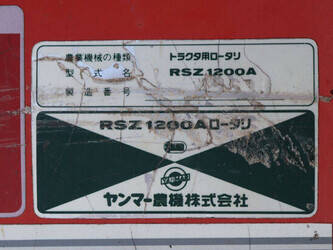 農業機械の種類 トラクタ用ロータリ
型式名 RSZ1200A
製造番号
RSZ1200Aロータリ
ヤンマー農機株式会社